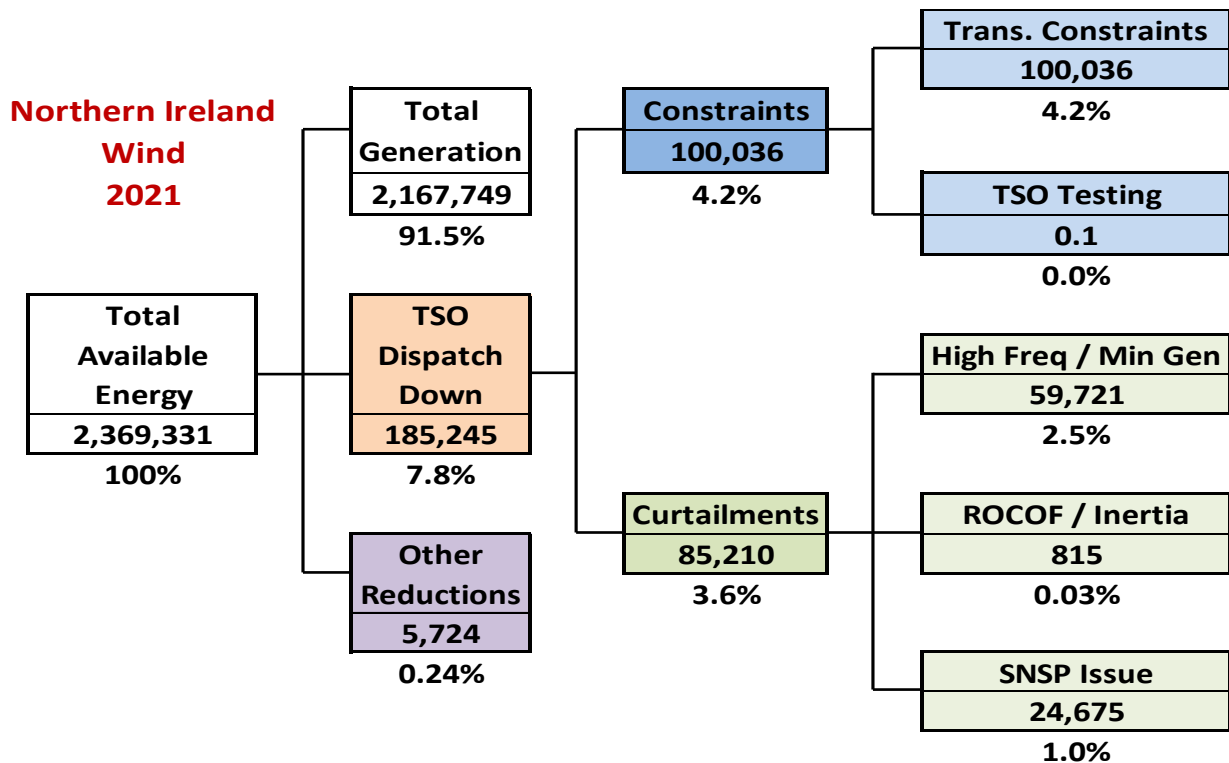 Northern Ireland
Wind
2021
Total
Available
Energy
2,369,331
100%
Total
Generation
2,167,749
91.5%
TSO
Dispatch
Down
185,245
7.8%
Other
Reductions
5,724
0.24%
Constraints
100,036
4.2%
Curtailments
85,210
3.6%
Trans. Constraints
100,036
4.2%
TSO Testing
0.1
0.0%
High Freq / Min Gen
59,721
2.5%
ROCOF / Inertia
815
0.03%
SNSP Issue
24,675
1.0%